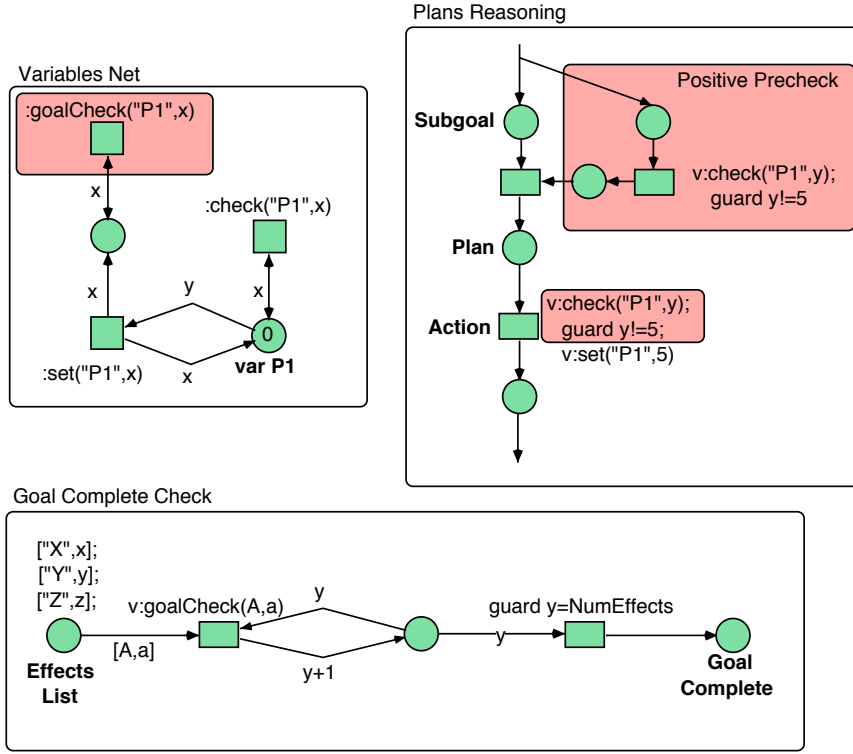 Variables Net
:goalCheck("P1",x)
x
:check("P1",x)
x
y
x
0
:set("P1",x)
x
var P1
Plans Reasoning
Positive Precheck
Subgoal
v:check("P1",y);
guard y!=5
Plan
Action
v:check("P1",y);
guard y!=5;
v:set("P1",5)
Goal Complete Check
["X",x];
["Y",y];
["Z",z];
v:goalCheck(A,a)
y
guard y=NumEffects
[A,a]
y
y+1
Effects
List
Goal
Complete